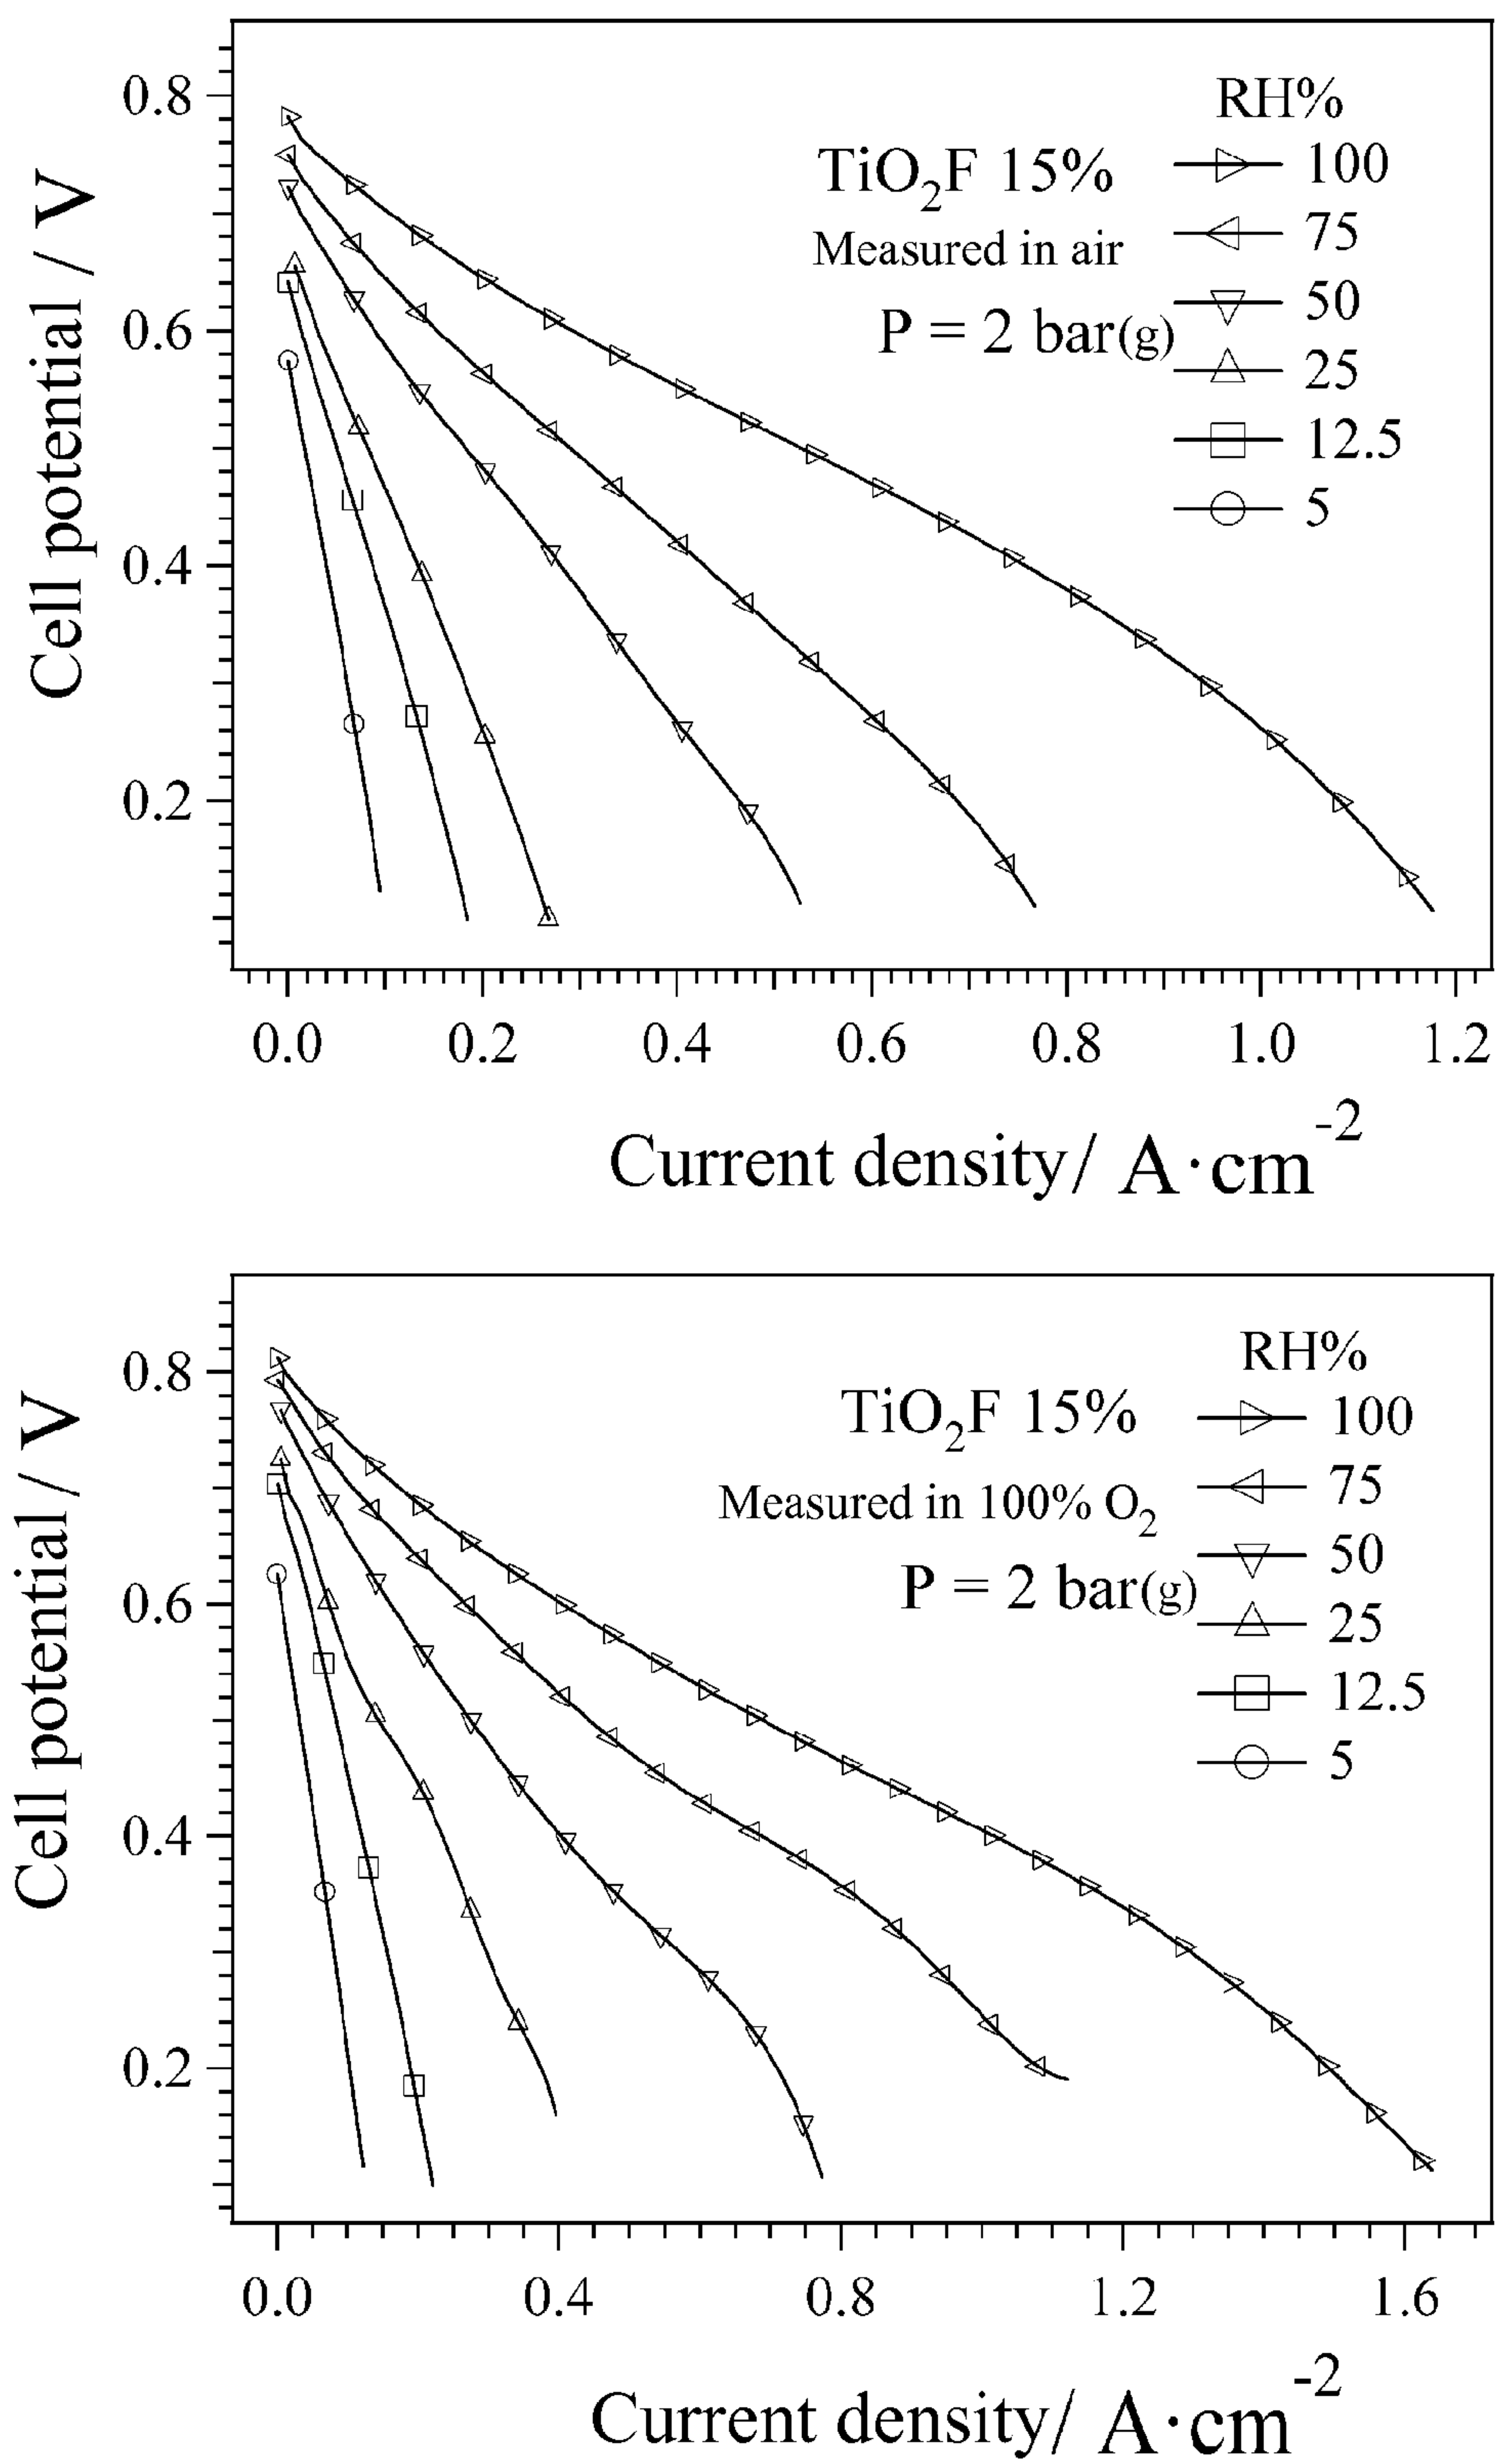 RH%
TiO2F 15%
Measured in air
P = 2 bar(g)
100
75
50
25
12.5
5
Cell potential / V
0.8
0.6
0.4
0.2
0.0 0.2 0.4 0.6 0.8 1.0 1.2
Current density/ A·cm-2
RH%
TiO2F 15%
Measured in 100% O2
P = 2 bar(g)
100
75
50
25
12.5
5
Cell potential / V
0.8
0.6
0.4
0.2
0.0 0.4 0.8 1.2 1.6
Current density/ A·cm-2